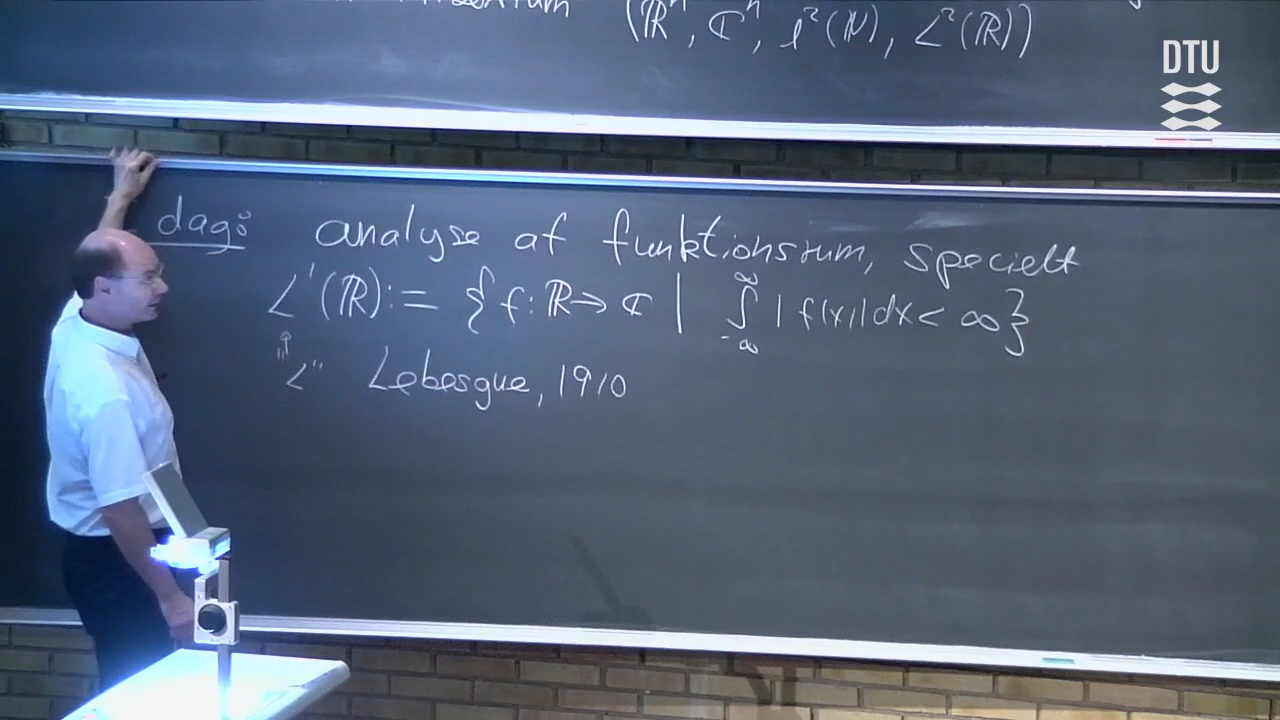 (ℝⁿ, ℂⁿ, ℓ²(ℕ), L²(ℝ))
DTU
dag: analyse af funktionsrum, specielt
L¹(ℝ) := {f: ℝ → ℂ | ∫_{-∞}^{∞} |f(x)| dx < ∞}
⇑
L" Lebesgue, 1910